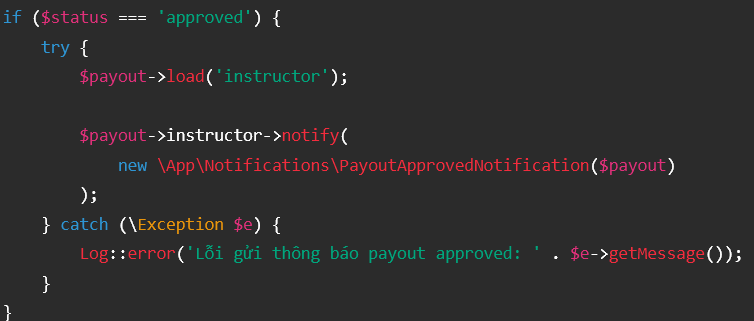 if ($status === 'approved') {
    try {
        $payout->load('instructor');

        $payout->instructor->notify(
            new \App\Notifications\PayoutApprovedNotification($payout)
        );
    } catch (\Exception $e) {
        Log::error('Lỗi gửi thông báo payout approved: ' . $e->getMessage());
    }
}